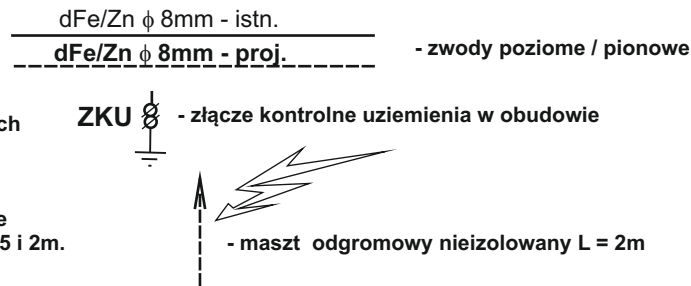 dFe/Zn ϕ 8mm - istn.
dFe/Zn ϕ 8mm - proj.
- zwody poziome / pionowe
ch
ZKU
- złącze kontrolne uziemienia w obudowie
e
5 i 2m.
- maszt odgromowy nieizolowany L = 2m